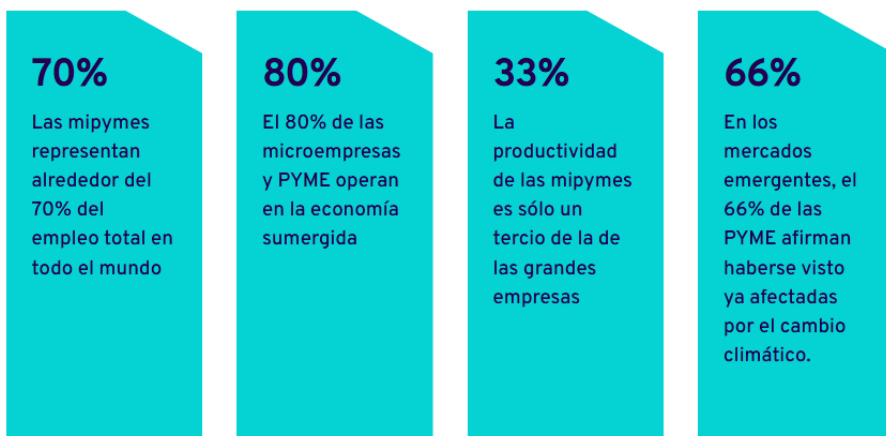 70%
Las mipymes
representan
alrededor del
70% del
empleo total en
todo el mundo
80%
El 80% de las
microempresas
y PYME operan
en la economía
sumergida
33%
La
productividad
de las mipymes
es sólo un
tercio de la de
las grandes
empresas
66%
En los
mercados
emergentes, el
66% de las
PYME afirman
haberse visto
ya afectadas
por el cambio
climático.